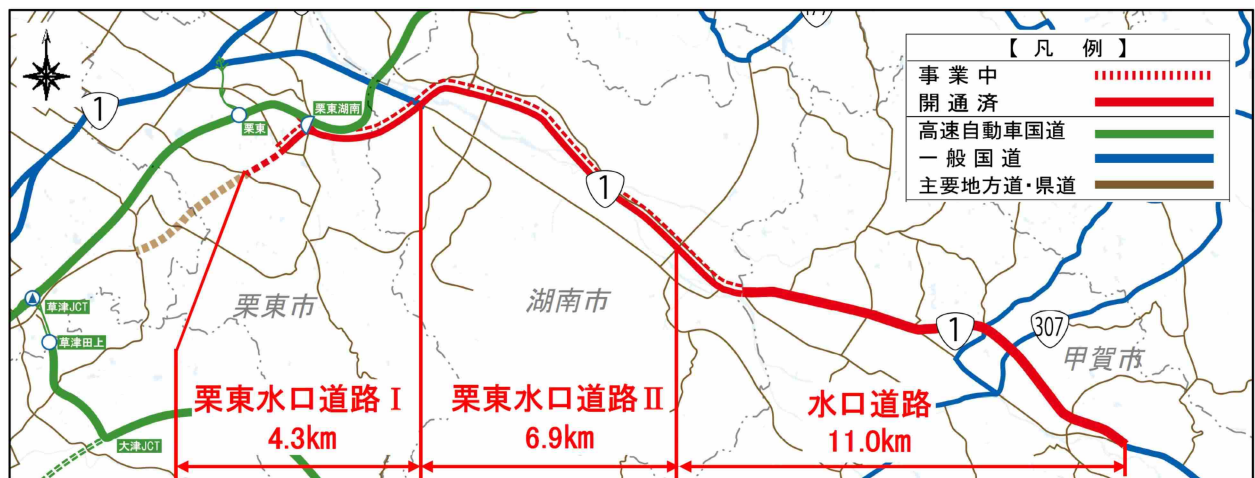 【 凡 例 】
事 業 中
開 通 済
高速自動車国道
一 般 国 道
主要地方道・県道
1
栗東湖南
栗東
1
草津JCT
草津田上
大津JCT
栗東市
湖南市
1
307
甲賀市
栗東水口道路Ⅰ
4.3km
栗東水口道路Ⅱ
6.9km
水口道路
11.0km